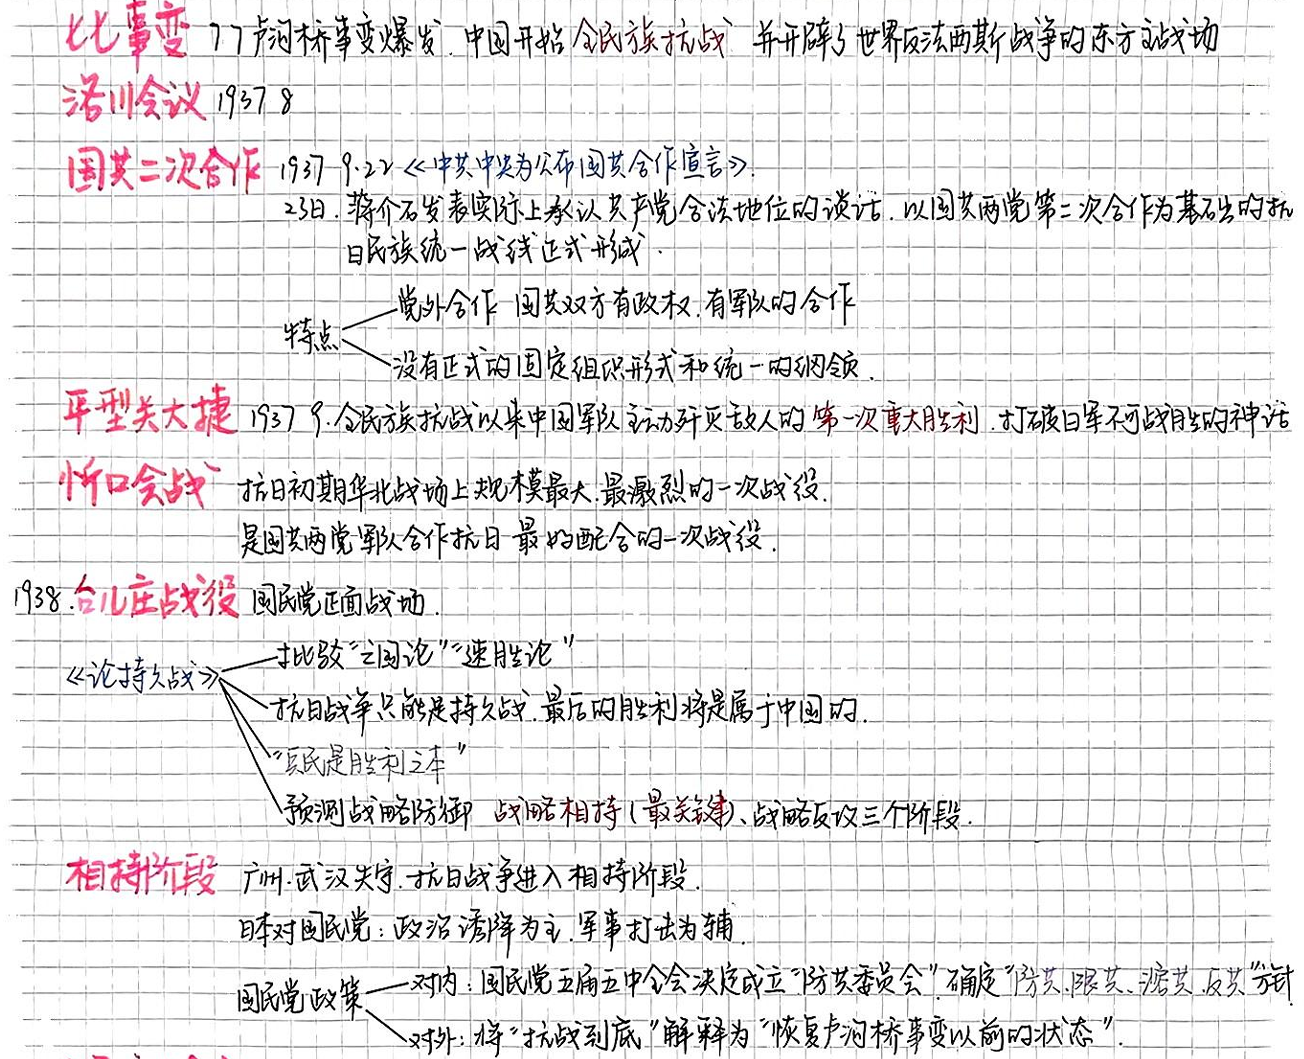 七七事变 77卢沟桥事变爆发.中国开始全民族抗战 并开辟了世界反法西斯战争的东方主战场
洛川会议 1937 8
国共二次合作 1937 9.22《中共中央为公布国共合作宣言》.
23日.蒋介石发表实际上承认共产党合法地位的谈话.以国共两党第二次合作为基础的抗
日民族统一战线正式形成.
党外合作 国共双方有政权.有军队的合作
特点
没有正式的固定组织形式和统一的纲领.
平型关大捷 1937 9.全民族抗战以来中国军队主动歼灭敌人的第一次重大胜利.打破日军不可战胜的神话
忻口会战 抗日初期华北战场上规模最大.最激烈的一次战役.
是国共两党军队合作抗日最好配合的一次战役.
1938.台儿庄战役 国民党正面战场.
批驳"亡国论""速胜论"
《论持久战》
抗日战争只能是持久战.最后的胜利将是属于中国的.
"兵民是胜利之本"
预测战略防御 战略相持(最关键)、战略反攻三个阶段.
相持阶段 广州.武汉失守.抗日战争进入相持阶段.
日本对国民党:政治诱降为主.军事打击为辅.
对内:国民党五届五中全会决定成立"防共委员会".确定"防共.限共、溶共.反共"方针
国民党政策
对外:将"抗战到底"解释为"恢复卢沟桥事变以前的状态".